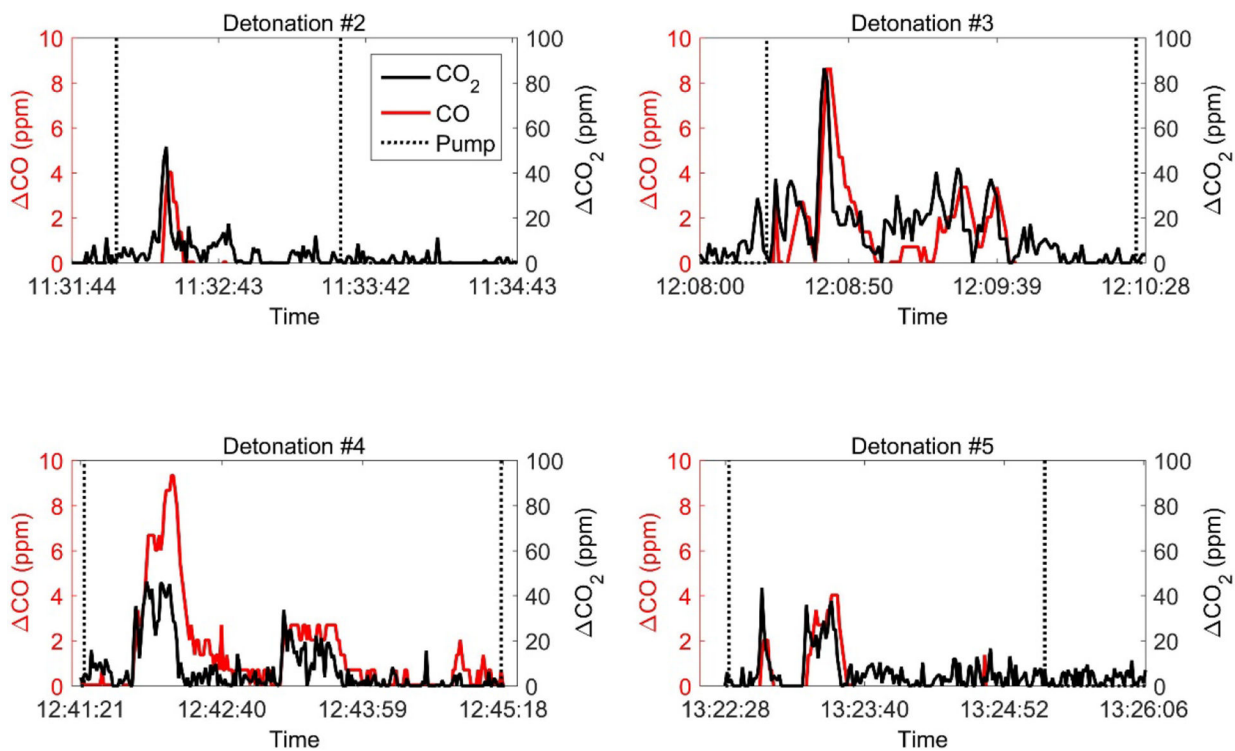 Detonation #2
10
8
6
4
2
0
ΔCO (ppm)
100
80
60
40
20
0
ΔCO2 (ppm)
CO2
CO
Pump
11:31:44 11:32:43 11:33:42 11:34:43
Time
Detonation #3
10
8
6
4
2
0
ΔCO (ppm)
100
80
60
40
20
0
ΔCO2 (ppm)
12:08:00 12:08:50 12:09:39 12:10:28
Time
Detonation #4
10
8
6
4
2
0
ΔCO (ppm)
100
80
60
40
20
0
ΔCO2 (ppm)
12:41:21 12:42:40 12:43:59 12:45:18
Time
Detonation #5
10
8
6
4
2
0
ΔCO (ppm)
100
80
60
40
20
0
ΔCO2 (ppm)
13:22:28 13:23:40 13:24:52 13:26:06
Time